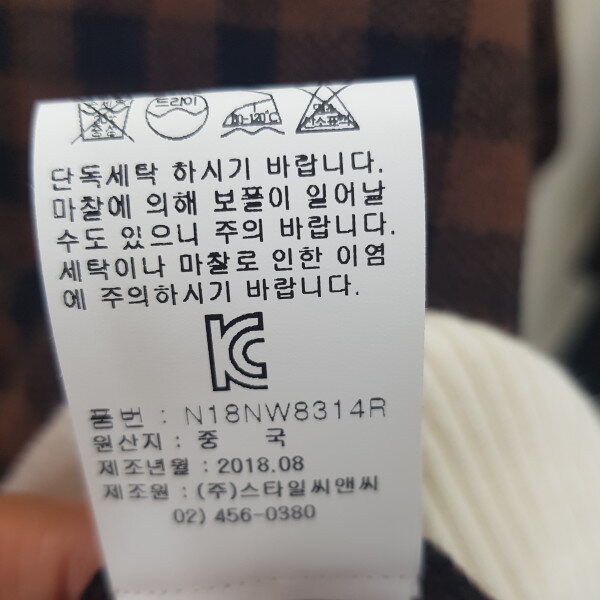 드라이
80~120℃
단독세탁 하시기 바랍니다.
마찰에 의해 보풀이 일어날
수도 있으니 주의 바랍니다.
세탁이나 마찰로 인한 이염
에 주의하시기 바랍니다.
품번 : N18NW8314R
원산지 : 중 국
제조년월 : 2018.08
제조원 : (주)스타일씨앤씨
02) 456-0380